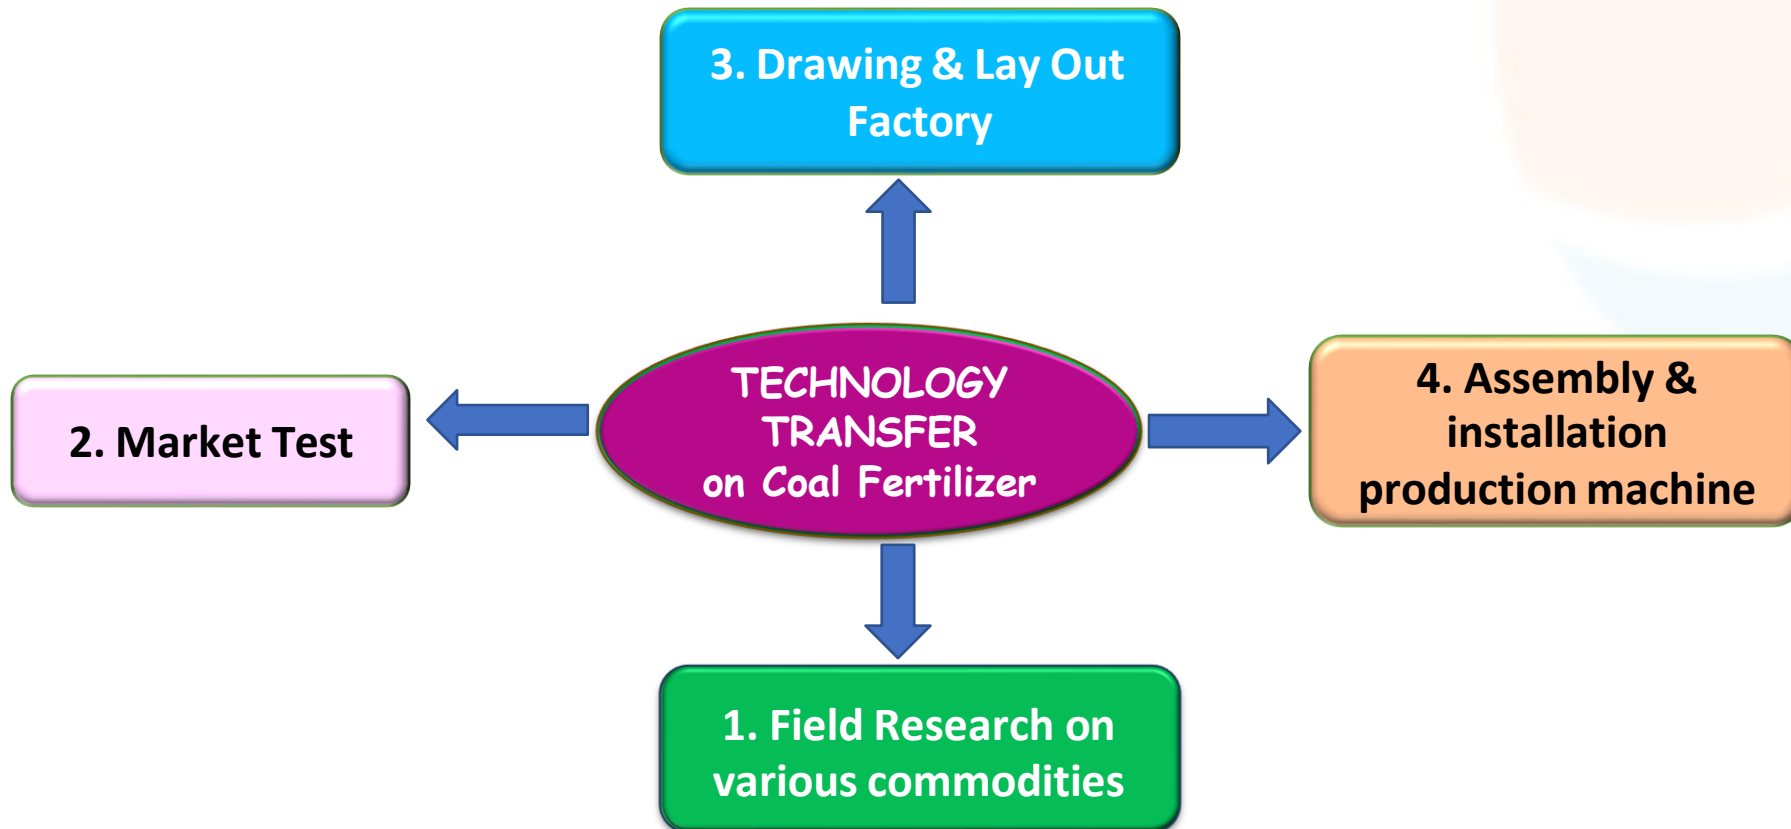 3. Drawing & Lay Out
Factory
TECHNOLOGY
TRANSFER
on Coal Fertilizer
2. Market Test
4. Assembly &
installation
production machine
1. Field Research on
various commodities